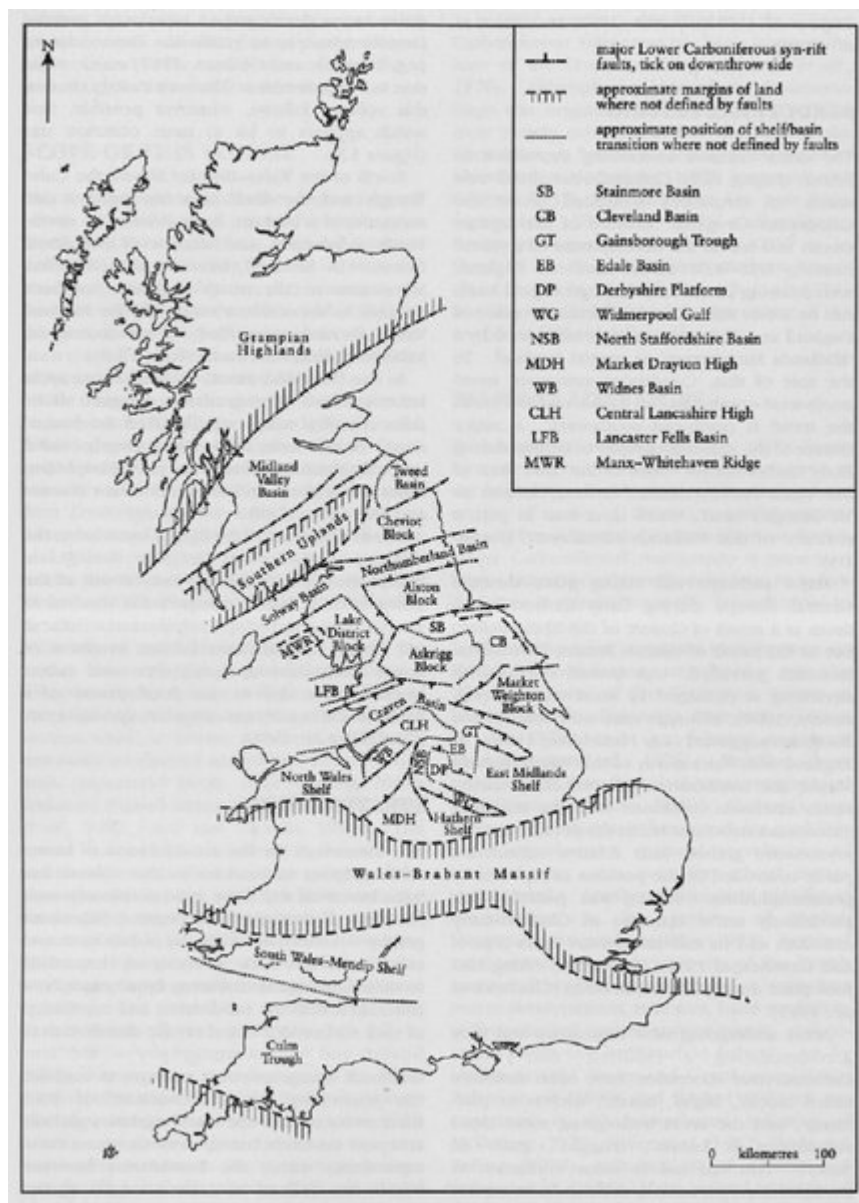 N
major Lower Carboniferous syn-rift
faults, tick on downthrow side
approximate margins of land
where not defined by faults
approximate position of shelf/basin
transition where not defined by faults
SB Stainmore Basin
CB Cleveland Basin
GT Gainsborough Trough
EB Edale Basin
DP Derbyshire Platform
WG Widmerpool Gulf
NSB North Staffordshire Basin
MDH Market Drayton High
WB Widnes Basin
CLH Central Lancashire High
LFB Lancaster Fells Basin
MWR Manx–Whitehaven Ridge
Grampian
Highlands
Midland
Valley
Basin
Tweed
Basin
Southern Uplands
Cheviot
Block
Northumberland Basin
Solway Basin
Alston
Block
Lake
District
Block
MWR
SB
CB
Askrigg
Block
LFB
Craven Basin
Market
Weighton
Block
CLH
GT
EB
WB
NSB
DP
North Wales
Shelf
East Midlands
Shelf
WG
MDH
Hathern
Shelf
Wales–Brabant Massif
South Wales–Mendip Shelf
Culm
Trough
0 kilometres 100